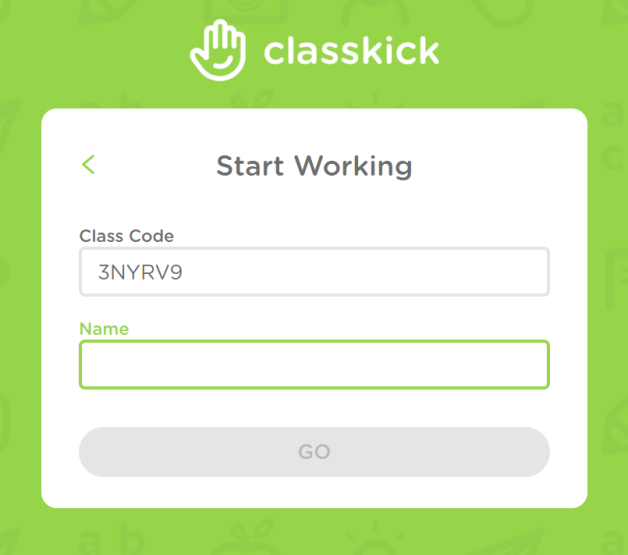 classkick
Start Working
Class Code
3NYRV9
Name
GO